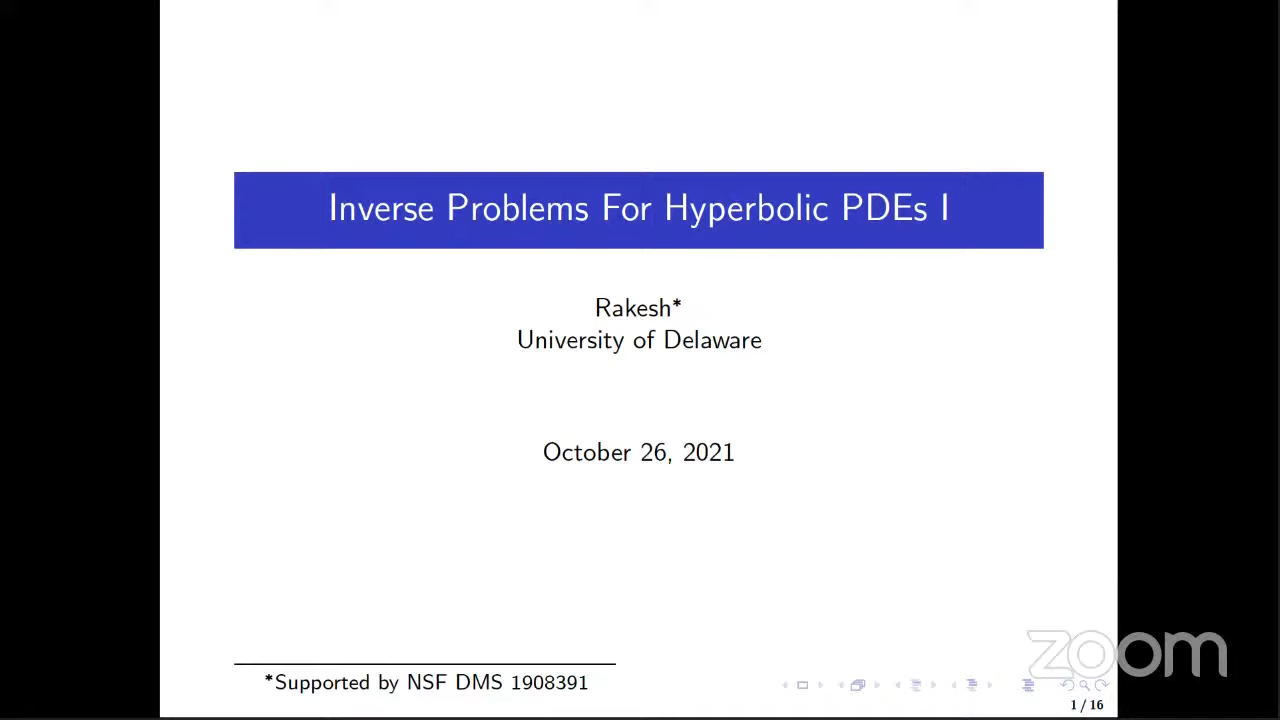 Inverse Problems For Hyperbolic PDEs I
Rakesh*
University of Delaware
October 26, 2021
*Supported by NSF DMS 1908391
zoom
1 / 16